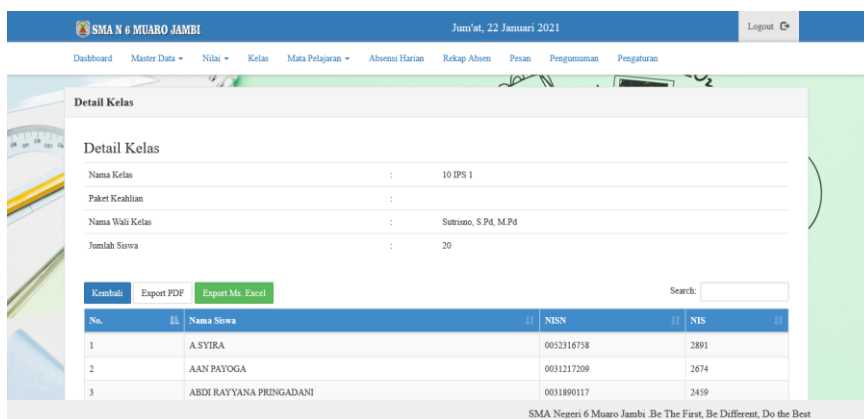 SMA N 6 MUARO JAMBI Jum'at, 22 Januari 2021 Logout
Dashboard Master Data Nilai Kelas Mata Pelajaran Absensi Harian Rekap Absen Pesan Pengumuman Pengaturan
Detail Kelas
Detail Kelas
Nama Kelas : 10 IPS 1
Paket Keahlian :
Nama Wali Kelas : Sutrisno, S.Pd, M.Pd
Jumlah Siswa : 20
Kembali Export PDF Export Ms. Excel Search:
No. Nama Siswa NISN NIS
1 A.SYIRA 0052316758 2891
2 AAN PAYOGA 0031217209 2674
3 ABDI RAYYANA PRINGADANI 0031890117 2459
SMA Negeri 6 Muaro Jambi .Be The First, Be Different, Do the Best